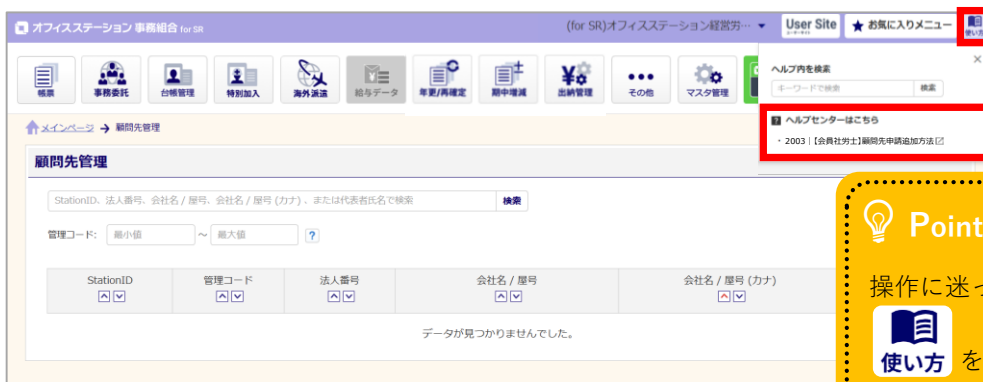 オフィスステーション 事務組合 for SR
(for SR)オフィスステーション経営労… ▼
User Site
ユーザーサイト
★ お気に入りメニュー
使い方
帳票
事務委託
台帳管理
特別加入
海外派遣
給与データ
年更/再確定
期中増減
出納管理
その他
マスタ管理
ヘルプ内を検索
×
キーワードで検索
検索
? ヘルプセンターはこちら
・2003|【会員社労士】顧問先申請追加方法
メインページ → 顧問先管理
顧問先管理
StationID、法人番号、会社名 / 屋号、会社名 / 屋号 (カナ) 、または代表者氏名で検索
検索
管理コード: 最小値 ~ 最大値 ?
StationID 管理コード 法人番号 会社名 / 屋号 会社名 / 屋号 (カナ)
データが見つかりませんでした。
Point
操作に迷っ
使い方 を